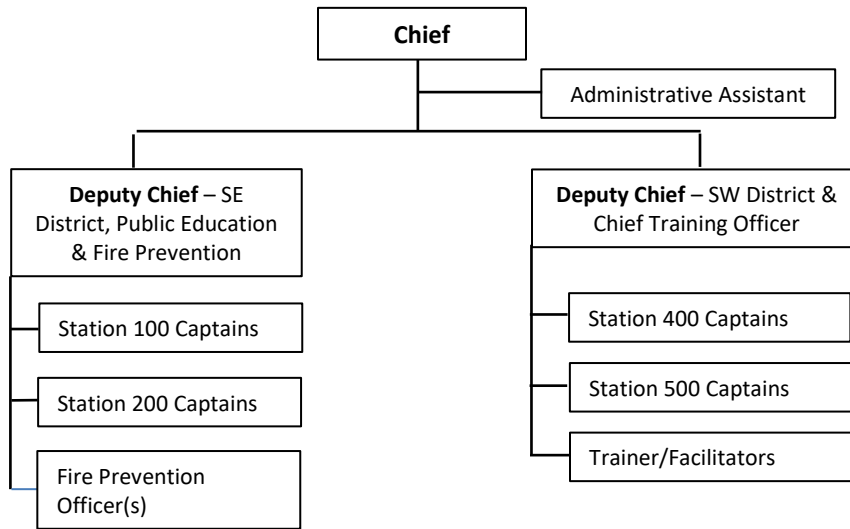 Chief
Administrative Assistant
Deputy Chief – SE
District, Public Education
& Fire Prevention
Station 100 Captains
Station 200 Captains
Fire Prevention
Officer(s)
Deputy Chief – SW District &
Chief Training Officer
Station 400 Captains
Station 500 Captains
Trainer/Facilitators